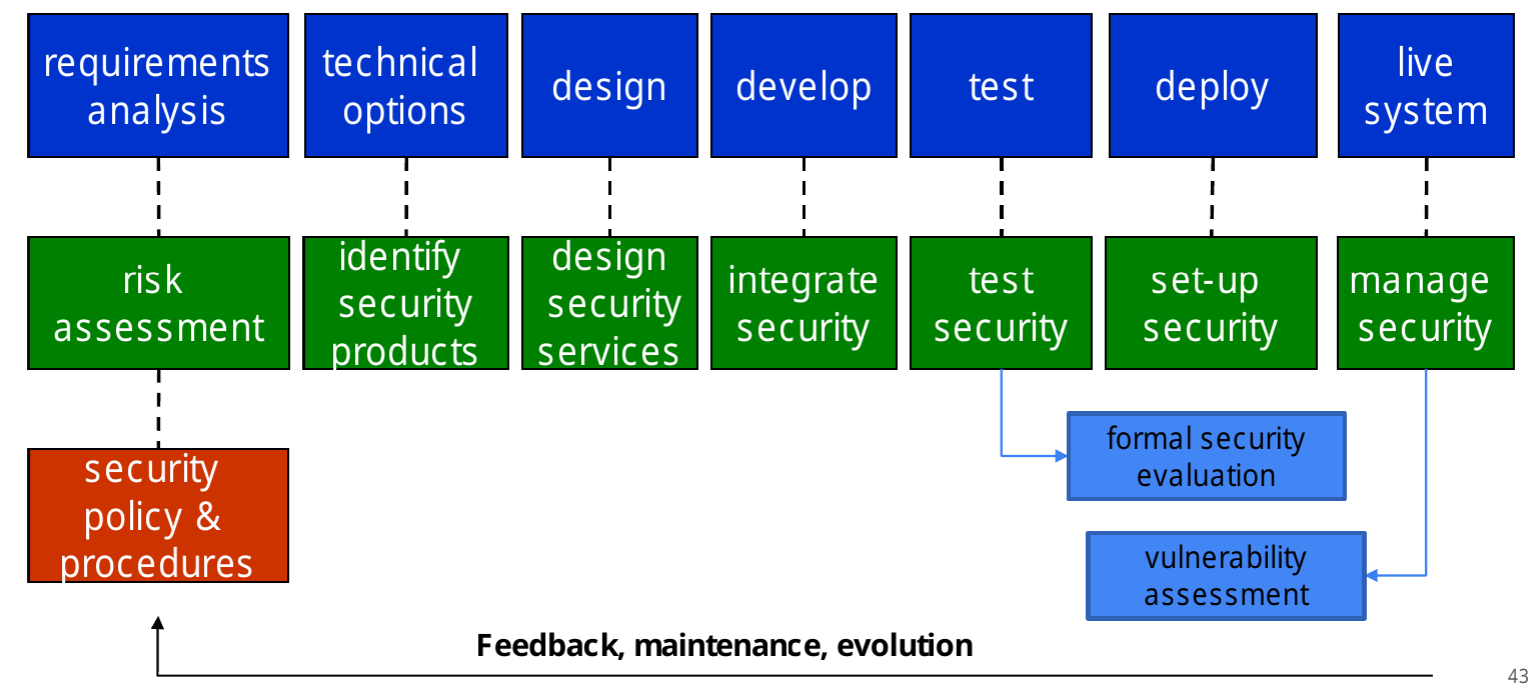 requirements
analysis
technical
options
design
develop
test
deploy
live
system
risk
assessment
identify
security
products
design
security
services
integrate
security
test
security
set-up
security
manage
security
security
policy &
procedures
formal security
evaluation
vulnerability
assessment
Feedback, maintenance, evolution
43